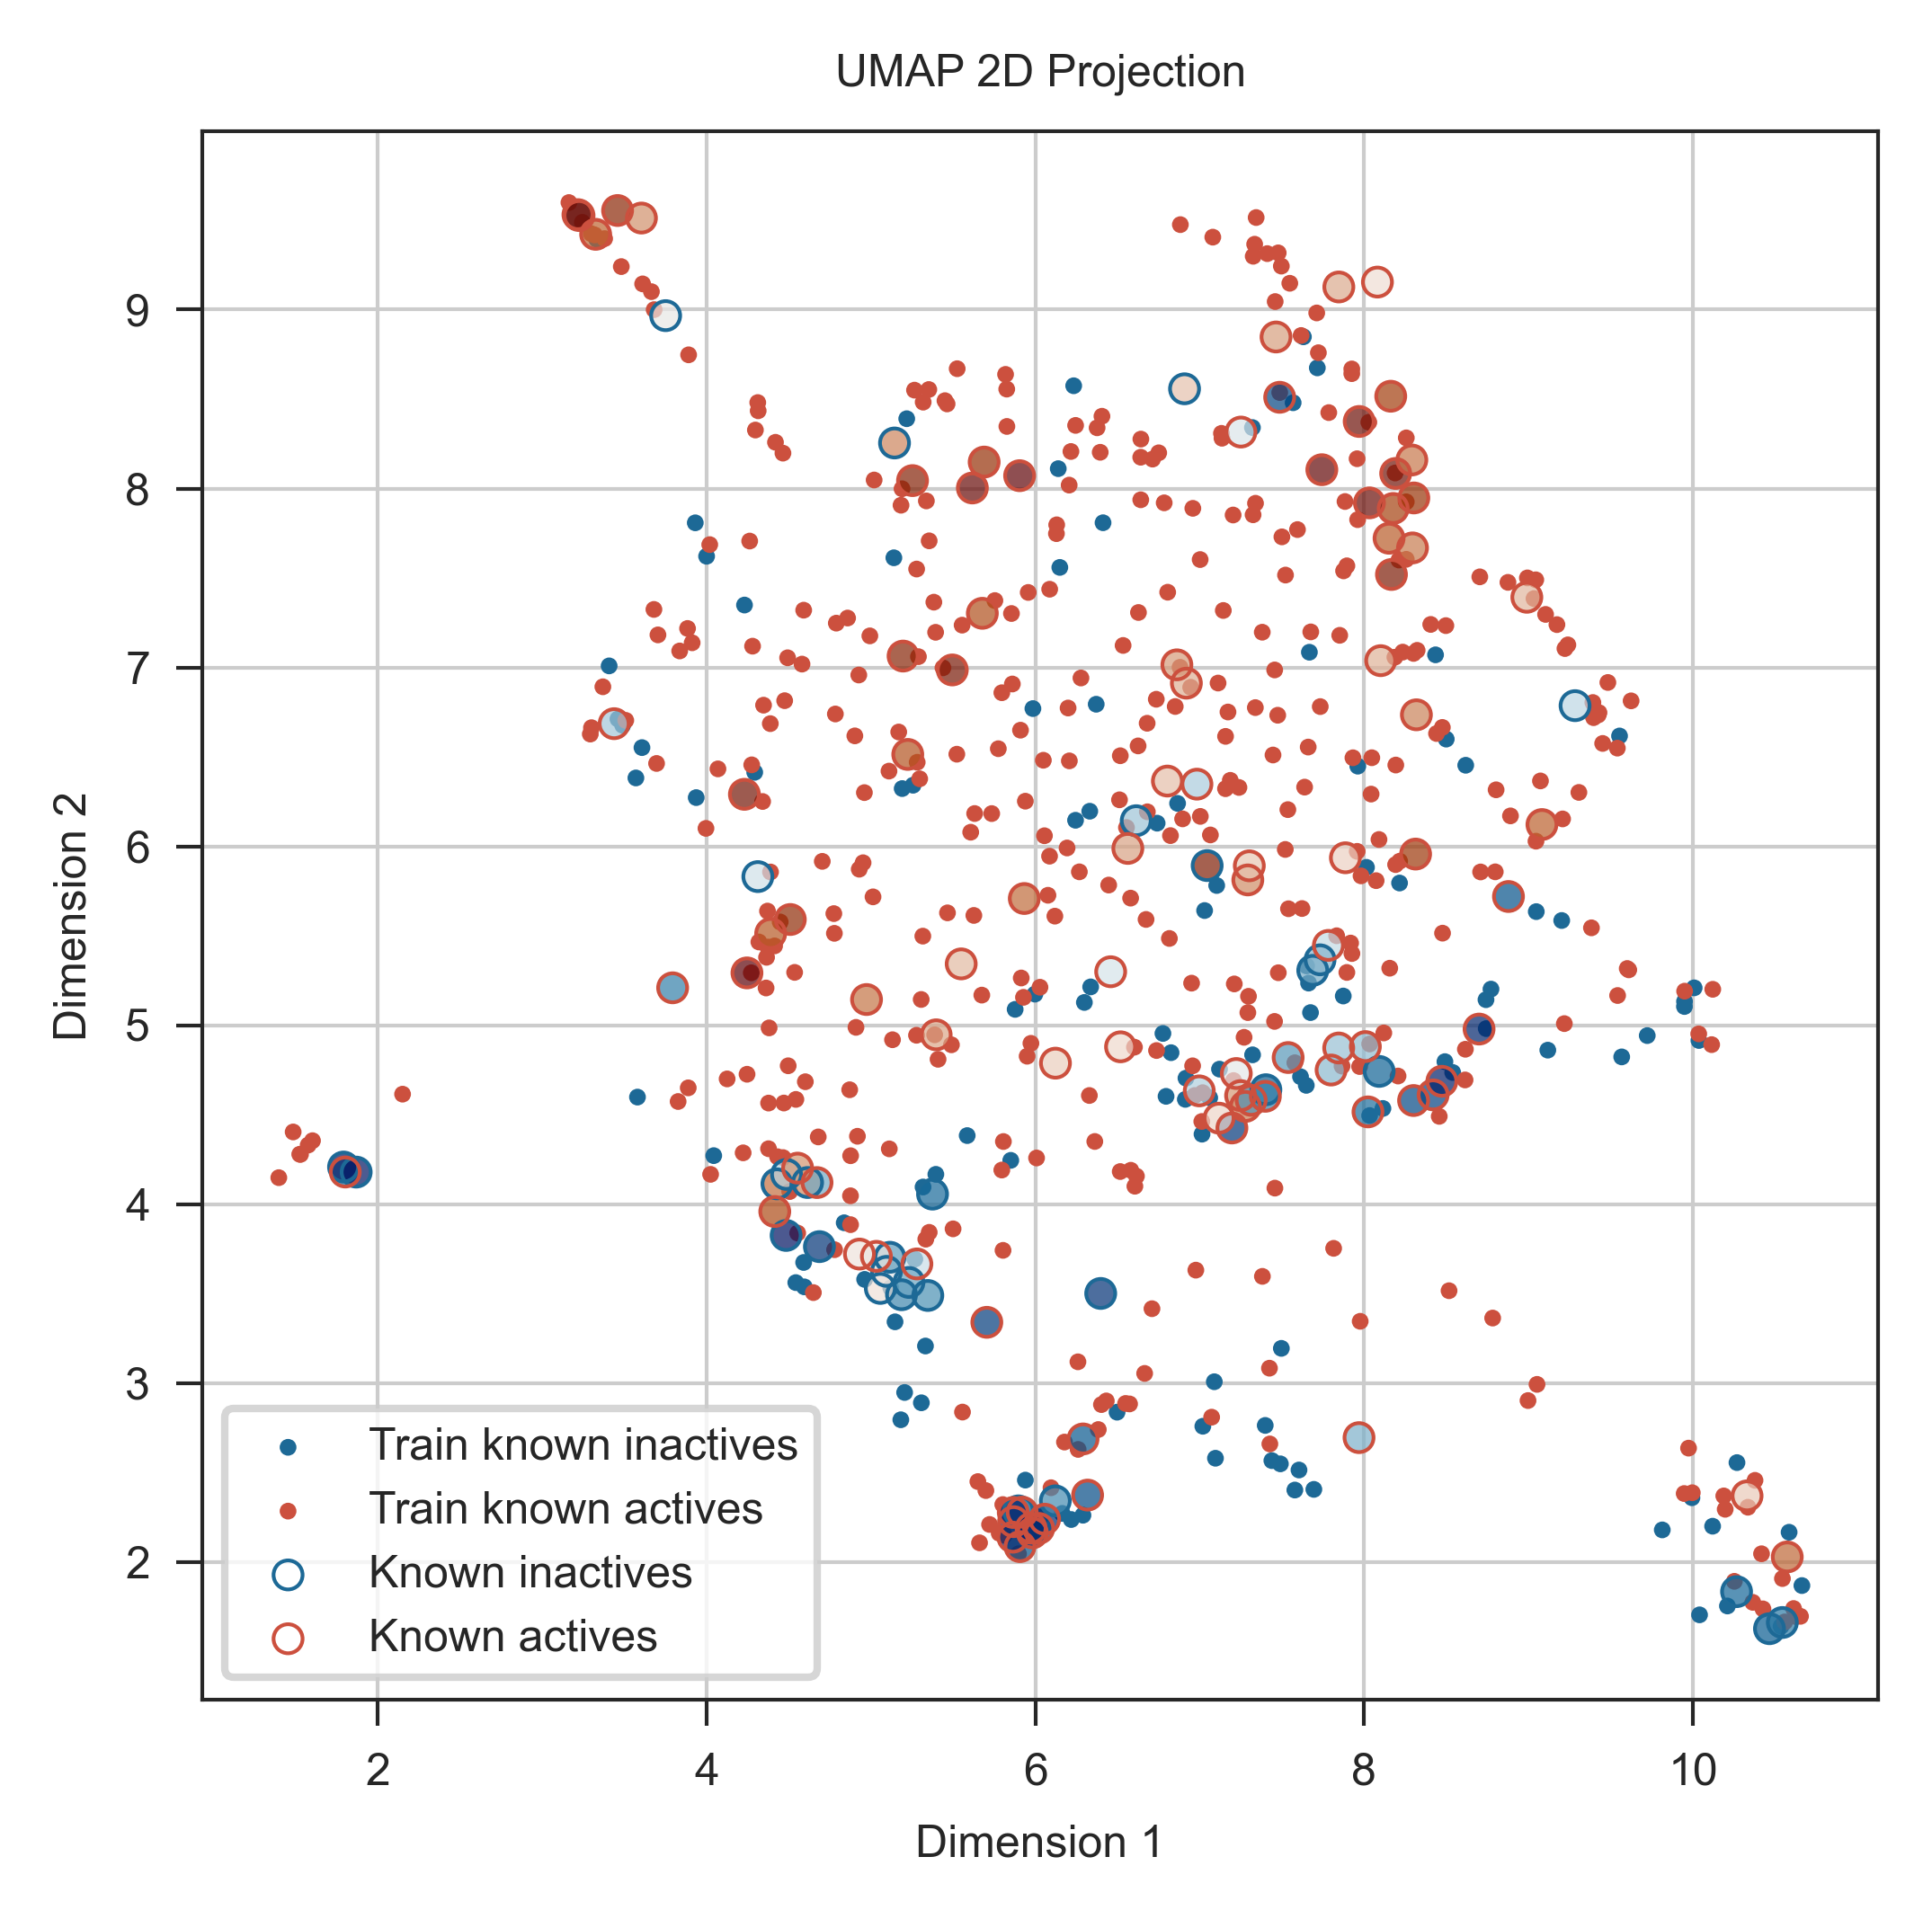 UMAP 2D Projection
9
8
7
6
5
4
3
2
Dimension 2
Train known inactives
Train known actives
Known inactives
Known actives
2 4 6 8 10
Dimension 1